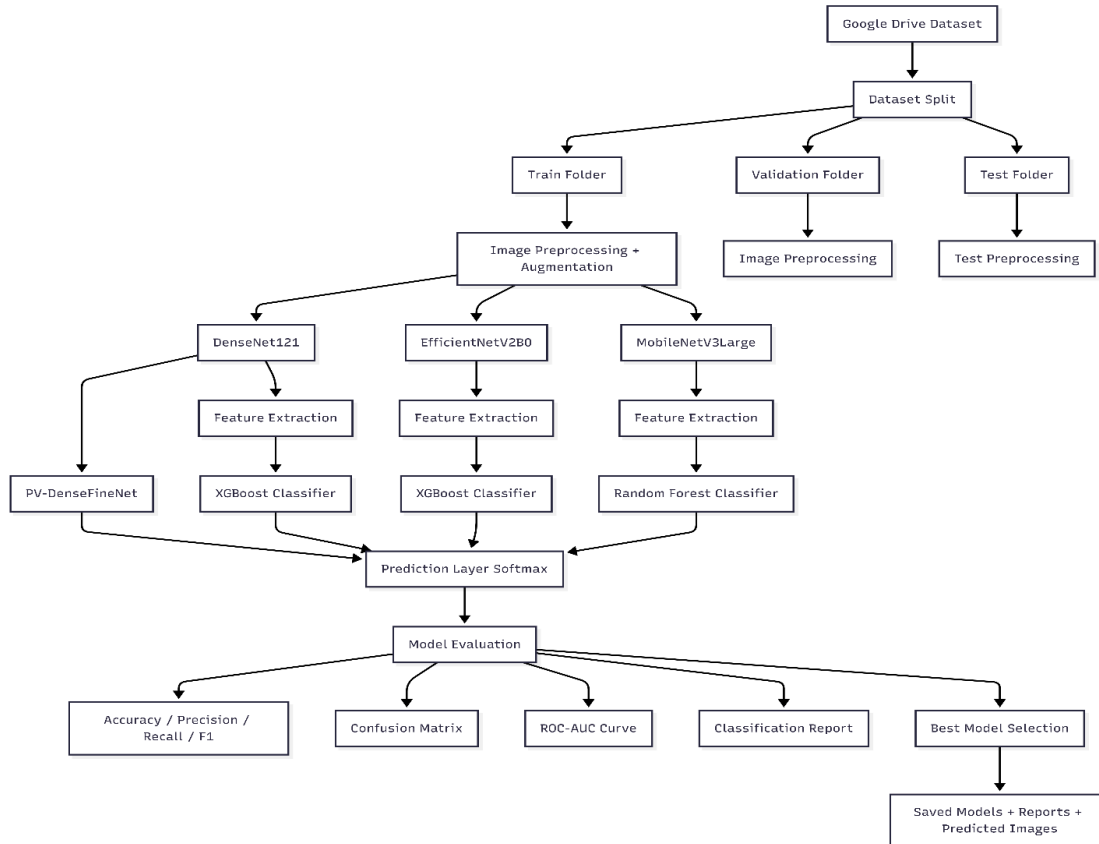 Google Drive Dataset
Dataset Split
Train Folder
Validation Folder
Test Folder
Image Preprocessing +
Augmentation
Image Preprocessing
Test Preprocessing
DenseNet121
EfficientNetV2B0
MobileNetV3Large
Feature Extraction
Feature Extraction
Feature Extraction
PV-DenseFineNet
XGBoost Classifier
XGBoost Classifier
Random Forest Classifier
Prediction Layer Softmax
Model Evaluation
Accuracy / Precision /
Recall / F1
Confusion Matrix
ROC-AUC Curve
Classification Report
Best Model Selection
Saved Models + Reports +
Predicted Images